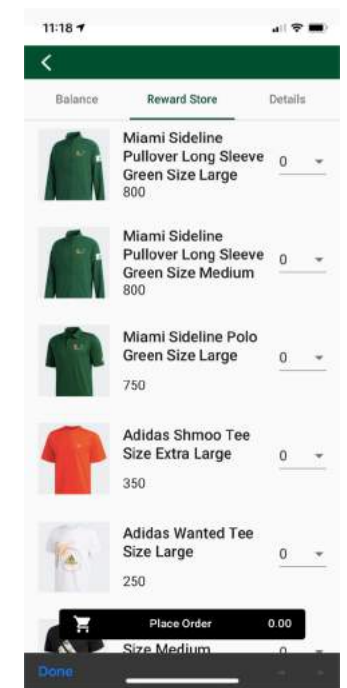 11:18
Balance
Reward Store
Details
Miami Sideline
Pullover Long Sleeve
Green Size Large
0
800
Miami Sideline
Pullover Long Sleeve
Green Size Medium
0
800
Miami Sideline Polo
Green Size Large
0
750
Adidas Shmoo Tee
Size Extra Large
0
350
Adidas Wanted Tee
Size Large
0
250
Place Order 0.00
Size Medium
0
Done